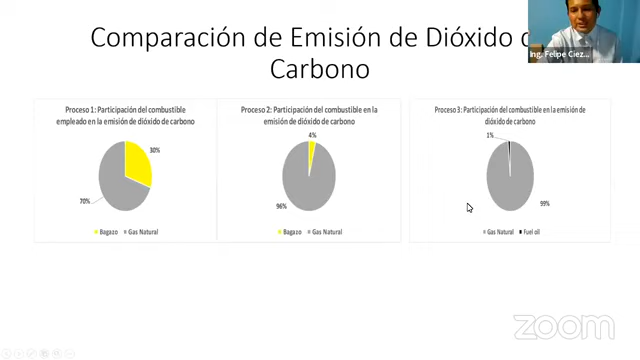 Comparación de Emisión de Dióxido d
Carbono
Ing. Felipe Ciez...
Proceso 1: Participación del combustible
empleado en la emisión de dióxido de carbono
30%
70%
Bagazo Gas Natural
Proceso 2: Participación del combustible en la
emisión de dióxido de carbono
4%
96%
Bagazo Gas Natural
Proceso 3: Participación del combustible en la emisión de
dióxido de carbono
1%
99%
Gas Natural Fuel oil
zoom